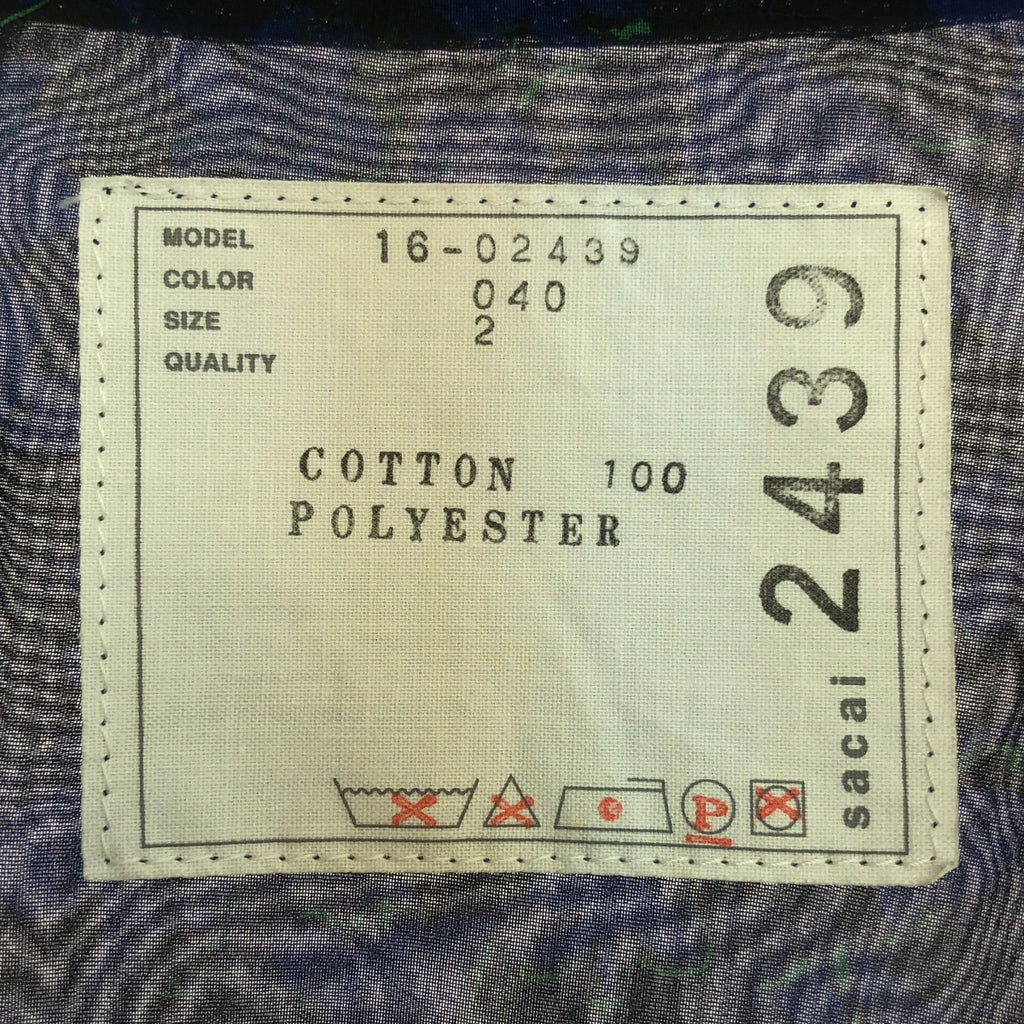 MODEL 16-02439
COLOR 040
SIZE 2
QUALITY
COTTON 100
POLYESTER
P
sacai 2439